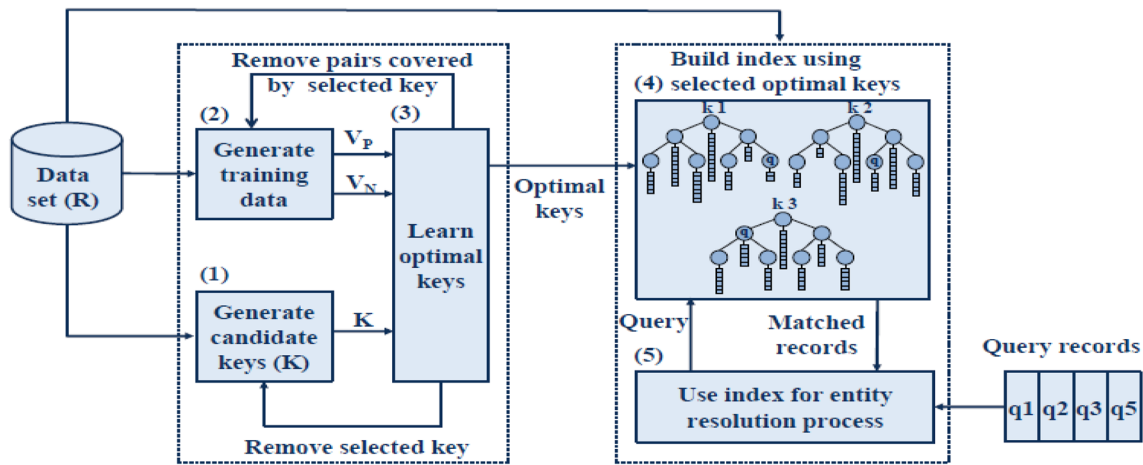 Remove pairs covered
by selected key
(2)
(3)
Generate
training
data
V_P
V_N
Data
set (R)
Learn
optimal
keys
(1)
Generate
candidate
keys (K)
K
Remove selected key
Optimal
keys
Build index using
(4) selected optimal keys
k 1
k 2
q
q
k 3
q
Query
Matched
records
(5)
Use index for entity
resolution process
Query records
q1 q2 q3 q5